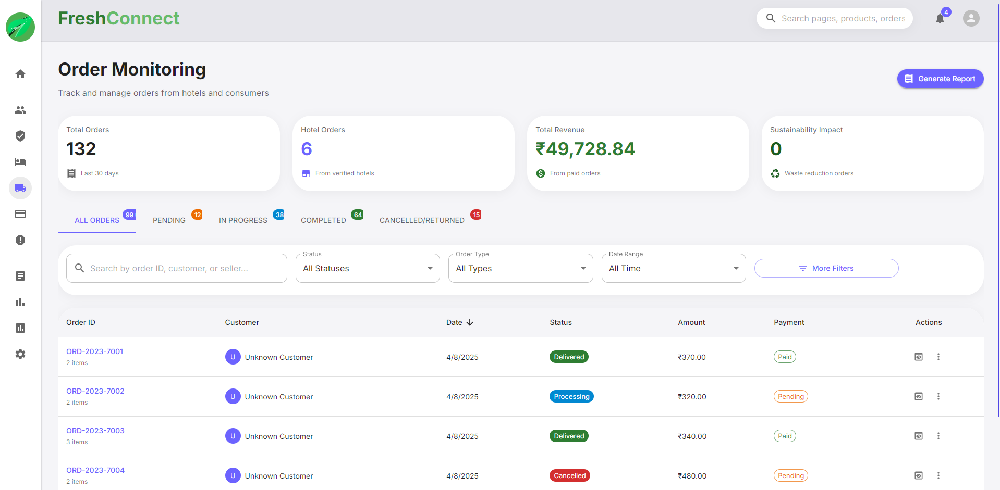 FreshConnect
Search pages, products, orders
4
Order Monitoring
Track and manage orders from hotels and consumers
Generate Report
Total Orders
132
Last 30 days
Hotel Orders
6
From verified hotels
Total Revenue
₹49,728.84
From paid orders
Sustainability Impact
0
Waste reduction orders
ALL ORDERS 99+
PENDING 12
IN PROGRESS 38
COMPLETED 64
CANCELLED/RETURNED 15
Search by order ID, customer, or seller...
Status
All Statuses
Order Type
All Types
Date Range
All Time
More Filters
Order ID Customer Date Status Amount Payment Actions
ORD-2023-7001
2 items
U Unknown Customer 4/8/2025 Delivered ₹370.00 Paid
ORD-2023-7002
2 items
U Unknown Customer 4/8/2025 Processing ₹320.00 Pending
ORD-2023-7003
3 items
U Unknown Customer 4/8/2025 Delivered ₹340.00 Paid
ORD-2023-7004
2 items
U Unknown Customer 4/8/2025 Cancelled ₹480.00 Pending